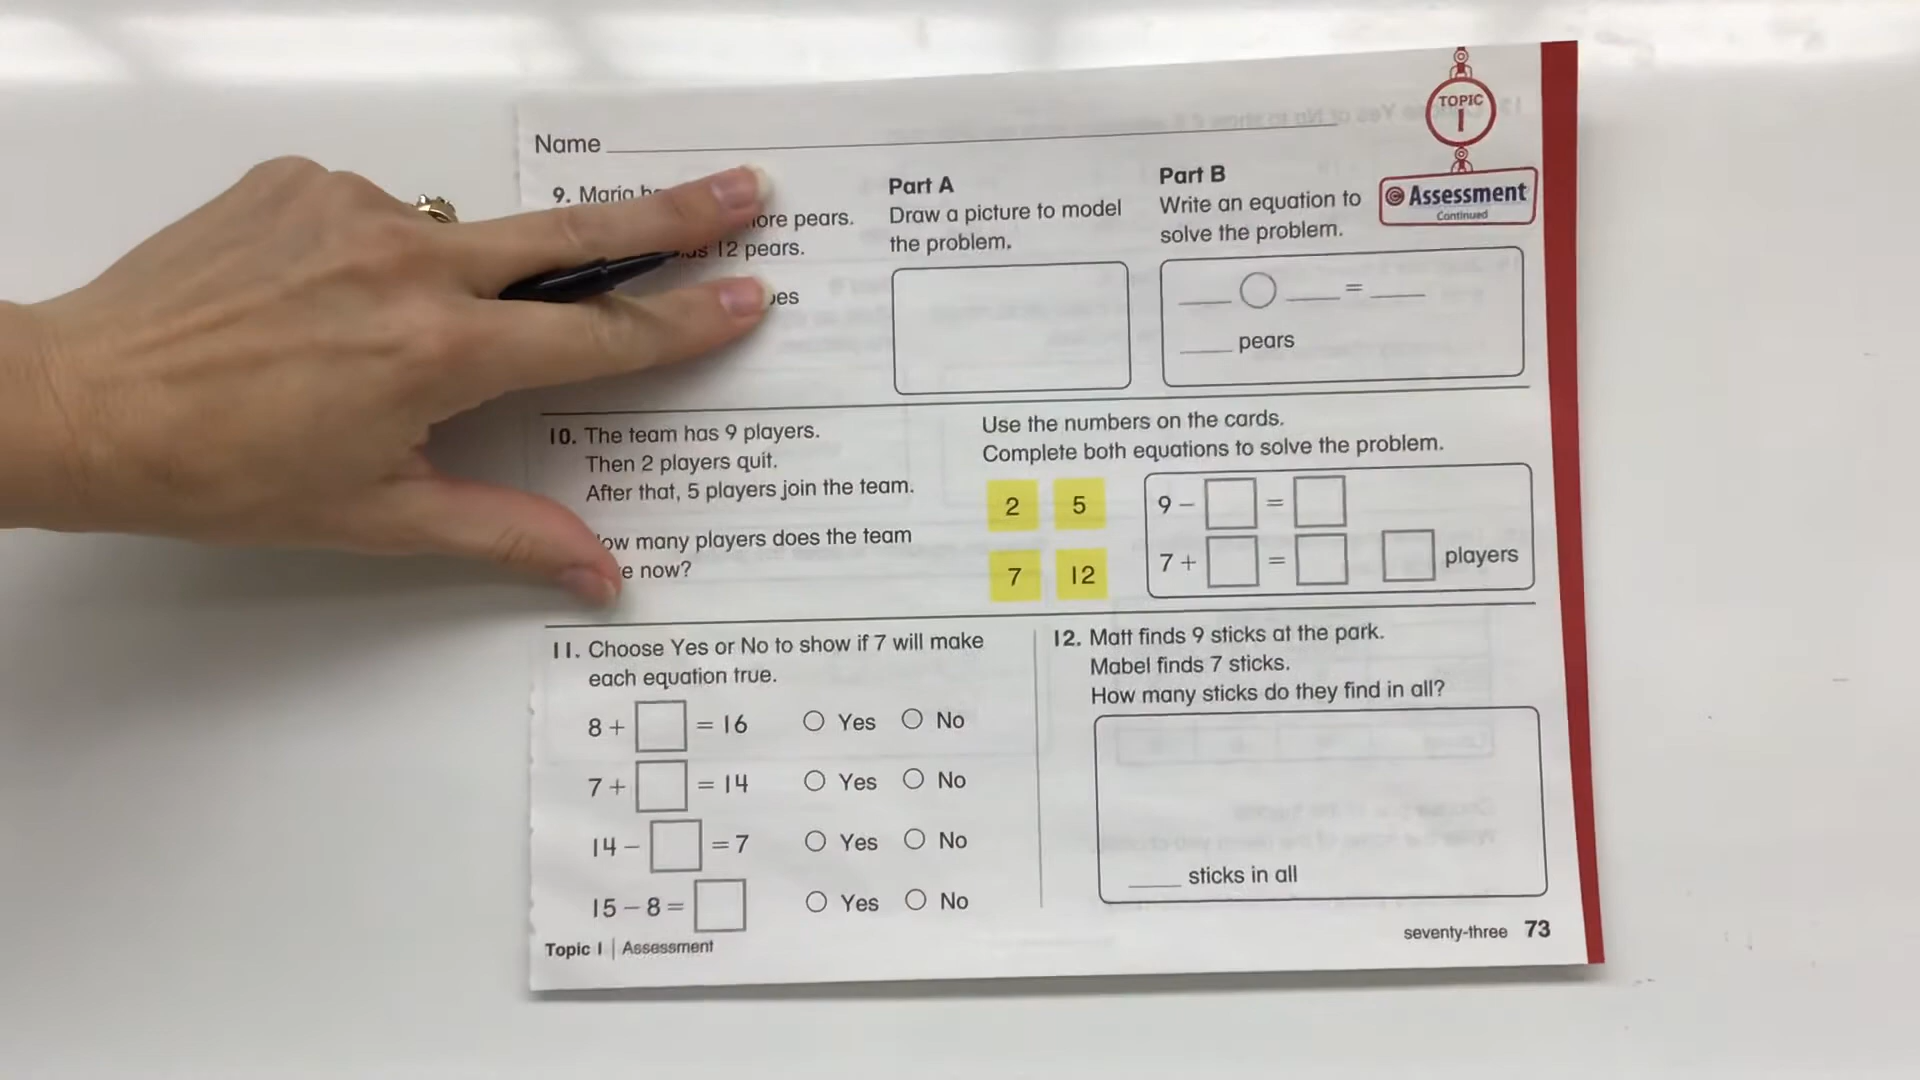 TOPIC
1
Name
Assessment
Continued
9. Maria
pears.
12 pears.
Part A
Draw a picture to model
the problem.
Part B
Write an equation to
solve the problem.
=
pears
10. The team has 9 players.
Then 2 players quit.
After that, 5 players join the team.
many players does the team
now?
Use the numbers on the cards.
Complete both equations to solve the problem.
2 5
7 12
9 − =
7 + = players
11. Choose Yes or No to show if 7 will make
each equation true.
8 + = 16 Yes No
7 + = 14 Yes No
14 − = 7 Yes No
15 − 8 = Yes No
12. Matt finds 9 sticks at the park.
Mabel finds 7 sticks.
How many sticks do they find in all?
sticks in all
Topic 1 | Assessment
seventy-three 73